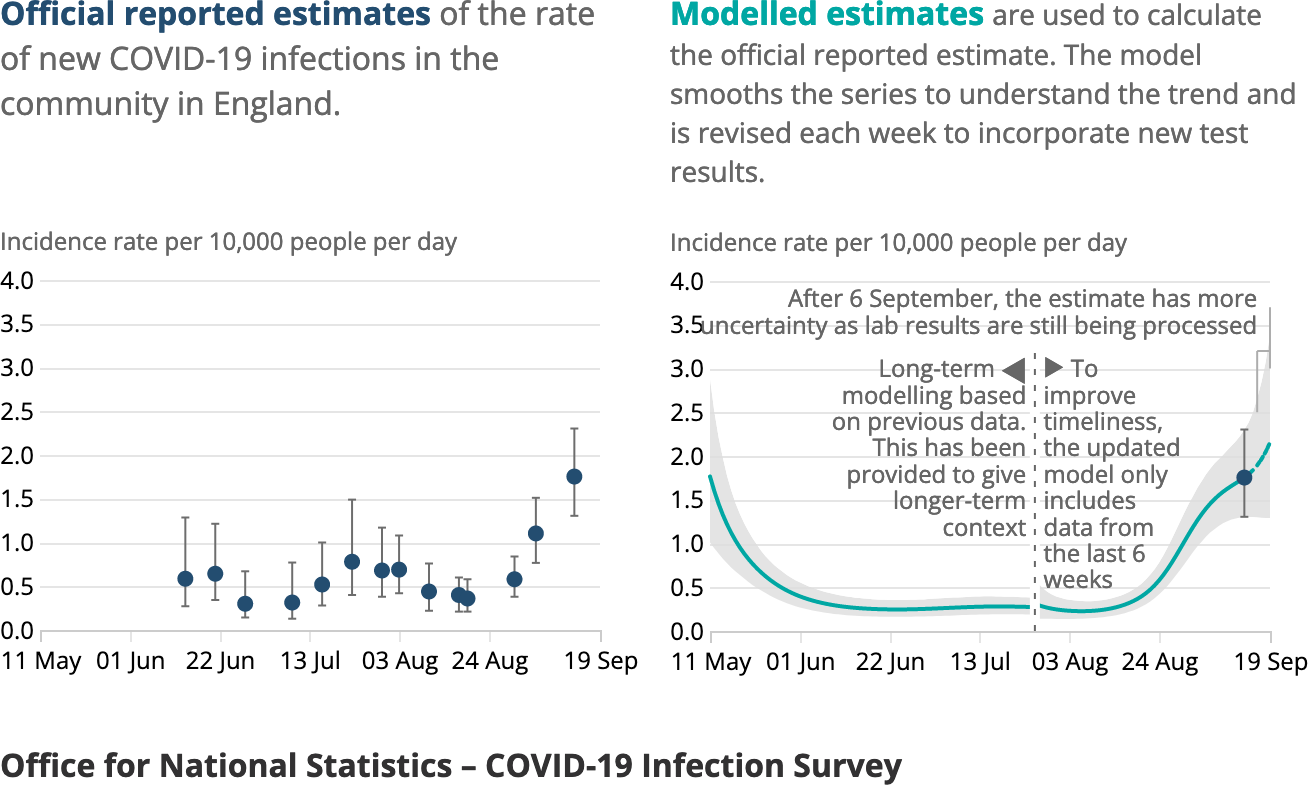 Official reported estimates of the rate
of new COVID-19 infections in the
community in England.
Incidence rate per 10,000 people per day
4.0
3.5
3.0
2.5
2.0
1.5
1.0
0.5
0.0
11 May 01 Jun 22 Jun 13 Jul 03 Aug 24 Aug 19 Sep
Modelled estimates are used to calculate
the official reported estimate. The model
smooths the series to understand the trend and
is revised each week to incorporate new test
results.
Incidence rate per 10,000 people per day
4.0
3.5
3.0
2.5
2.0
1.5
1.0
0.5
0.0
After 6 September, the estimate has more
uncertainty as lab results are still being processed
Long-term
modelling based
on previous data.
This has been
provided to give
longer-term
context
To
improve
timeliness,
the updated
model only
includes
data from
the last 6
weeks
11 May 01 Jun 22 Jun 13 Jul 03 Aug 24 Aug 19 Sep
Office for National Statistics – COVID-19 Infection Survey